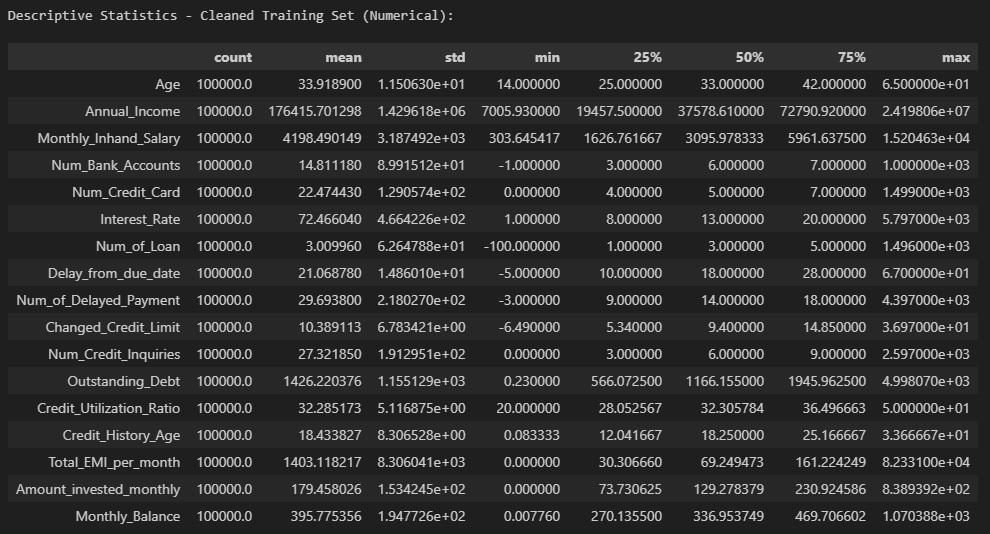 Descriptive Statistics - Cleaned Training Set (Numerical):
count mean std min 25% 50% 75% max
Age 100000.0 33.918900 1.150630e+01 14.000000 25.000000 33.000000 42.000000 6.500000e+01
Annual_Income 100000.0 176415.701298 1.429618e+06 7005.930000 19457.500000 37578.610000 72790.920000 2.419806e+07
Monthly_Inhand_Salary 100000.0 4198.490149 3.187492e+03 303.645417 1626.761667 3095.978333 5961.637500 1.520463e+04
Num_Bank_Accounts 100000.0 14.811180 8.991512e+01 -1.000000 3.000000 6.000000 7.000000 1.000000e+03
Num_Credit_Card 100000.0 22.474430 1.290574e+02 0.000000 4.000000 5.000000 7.000000 1.499000e+03
Interest_Rate 100000.0 72.466040 4.664226e+02 1.000000 8.000000 13.000000 20.000000 5.797000e+03
Num_of_Loan 100000.0 3.009960 6.264788e+01 -100.000000 1.000000 3.000000 5.000000 1.496000e+03
Delay_from_due_date 100000.0 21.068780 1.486010e+01 -5.000000 10.000000 18.000000 28.000000 6.700000e+01
Num_of_Delayed_Payment 100000.0 29.693800 2.180270e+02 -3.000000 9.000000 14.000000 18.000000 4.397000e+03
Changed_Credit_Limit 100000.0 10.389113 6.783421e+00 -6.490000 5.340000 9.400000 14.850000 3.697000e+01
Num_Credit_Inquiries 100000.0 27.321850 1.912951e+02 0.000000 3.000000 6.000000 9.000000 2.597000e+03
Outstanding_Debt 100000.0 1426.220376 1.155129e+03 0.230000 566.072500 1166.155000 1945.962500 4.998070e+03
Credit_Utilization_Ratio 100000.0 32.285173 5.116875e+00 20.000000 28.052567 32.305784 36.496663 5.000000e+01
Credit_History_Age 100000.0 18.433827 8.306528e+00 0.083333 12.041667 18.250000 25.166667 3.366667e+01
Total_EMI_per_month 100000.0 1403.118217 8.306041e+03 0.000000 30.306660 69.249473 161.224249 8.233100e+04
Amount_invested_monthly 100000.0 179.458026 1.534245e+02 0.000000 73.730625 129.278379 230.924586 8.389392e+02
Monthly_Balance 100000.0 395.775356 1.947726e+02 0.007760 270.135500 336.953749 469.706602 1.070388e+03